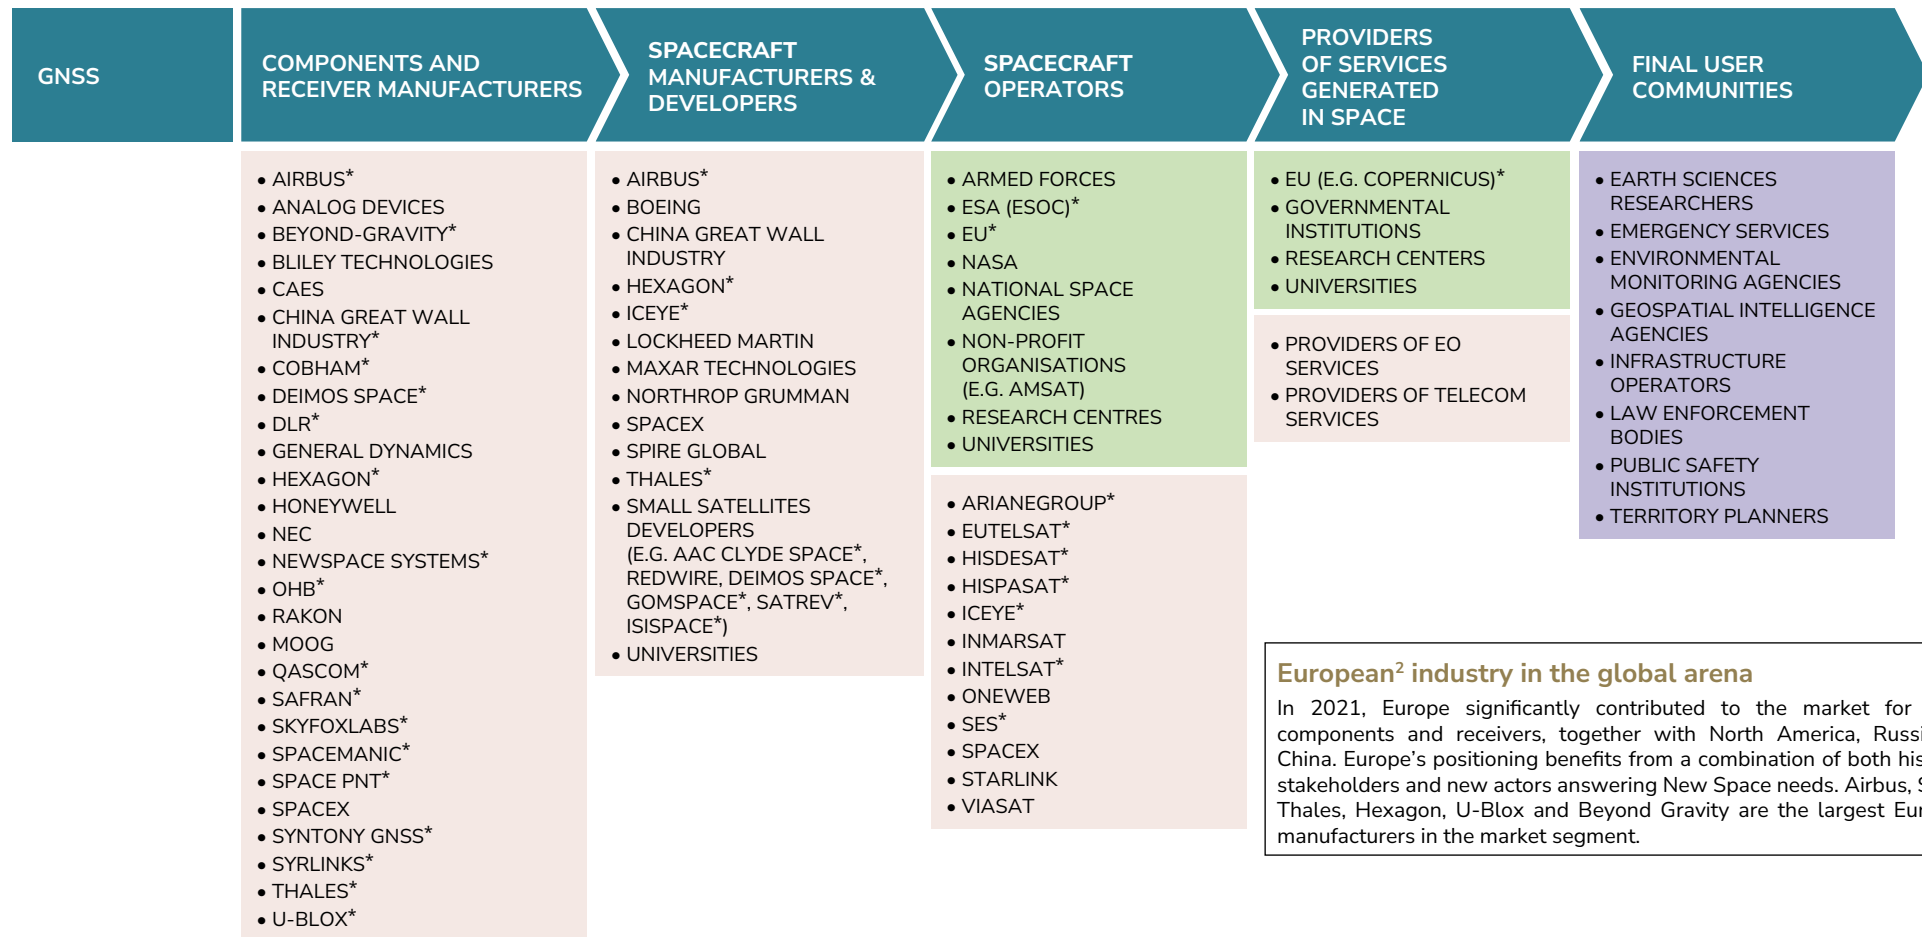 GNSS
COMPONENTS AND
RECEIVER MANUFACTURERS
SPACECRAFT
MANUFACTURERS &
DEVELOPERS
SPACECRAFT
OPERATORS
PROVIDERS
OF SERVICES
GENERATED
IN SPACE
FINAL USER
COMMUNITIES
• AIRBUS*
• ANALOG DEVICES
• BEYOND-GRAVITY*
• BLILEY TECHNOLOGIES
• CAES
• CHINA GREAT WALL
INDUSTRY*
• COBHAM*
• DEIMOS SPACE*
• DLR*
• GENERAL DYNAMICS
• HEXAGON*
• HONEYWELL
• NEC
• NEWSPACE SYSTEMS*
• OHB*
• RAKON
• MOOG
• QASCOM*
• SAFRAN*
• SKYFOXLABS*
• SPACEMANIC*
• SPACE PNT*
• SPACEX
• SYNTONY GNSS*
• SYRLINKS*
• THALES*
• U-BLOX*
• AIRBUS*
• BOEING
• CHINA GREAT WALL
INDUSTRY
• HEXAGON*
• ICEYE*
• LOCKHEED MARTIN
• MAXAR TECHNOLOGIES
• NORTHROP GRUMMAN
• SPACEX
• SPIRE GLOBAL
• THALES*
• SMALL SATELLITES
DEVELOPERS
(E.G. AAC CLYDE SPACE*,
REDWIRE, DEIMOS SPACE*,
GOMSPACE*, SATREV*,
ISISPACE*)
• UNIVERSITIES
• ARMED FORCES
• ESA (ESOC)*
• EU*
• NASA
• NATIONAL SPACE
AGENCIES
• NON-PROFIT
ORGANISATIONS
(E.G. AMSAT)
• RESEARCH CENTRES
• UNIVERSITIES
• ARIANEGROUP*
• EUTELSAT*
• HISDESAT*
• HISPASAT*
• ICEYE*
• INMARSAT
• INTELSAT*
• ONEWEB
• SES*
• SPACEX
• STARLINK
• VIASAT
• EU (E.G. COPERNICUS)*
• GOVERNMENTAL
INSTITUTIONS
• RESEARCH CENTERS
• UNIVERSITIES
• PROVIDERS OF EO
SERVICES
• PROVIDERS OF TELECOM
SERVICES
• EARTH SCIENCES
RESEARCHERS
• EMERGENCY SERVICES
• ENVIRONMENTAL
MONITORING AGENCIES
• GEOSPATIAL INTELLIGENCE
AGENCIES
• INFRASTRUCTURE
OPERATORS
• LAW ENFORCEMENT
BODIES
• PUBLIC SAFETY
INSTITUTIONS
• TERRITORY PLANNERS
European² industry in the global arena
In 2021, Europe significantly contributed to the market for
components and receivers, together with North America,
China. Europe's positioning benefits from a combination of both
stakeholders and new actors answering New Space needs. Airbus,
Thales, Hexagon, U-Blox and Beyond Gravity are the largest
manufacturers in the market segment.